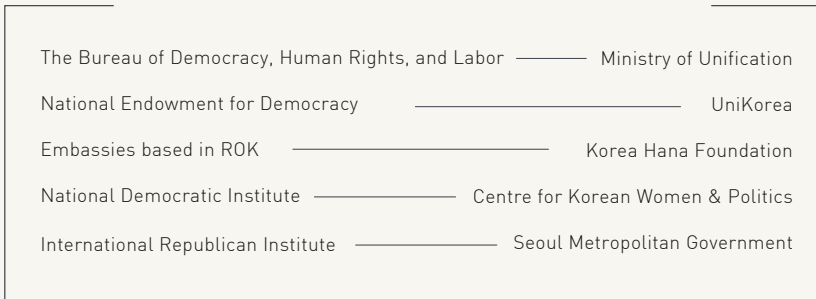 The Bureau of Democracy, Human Rights, and Labor Ministry of Unification
National Endowment for Democracy UniKorea
Embassies based in ROK Korea Hana Foundation
National Democratic Institute Centre for Korean Women & Politics
International Republican Institute Seoul Metropolitan Government